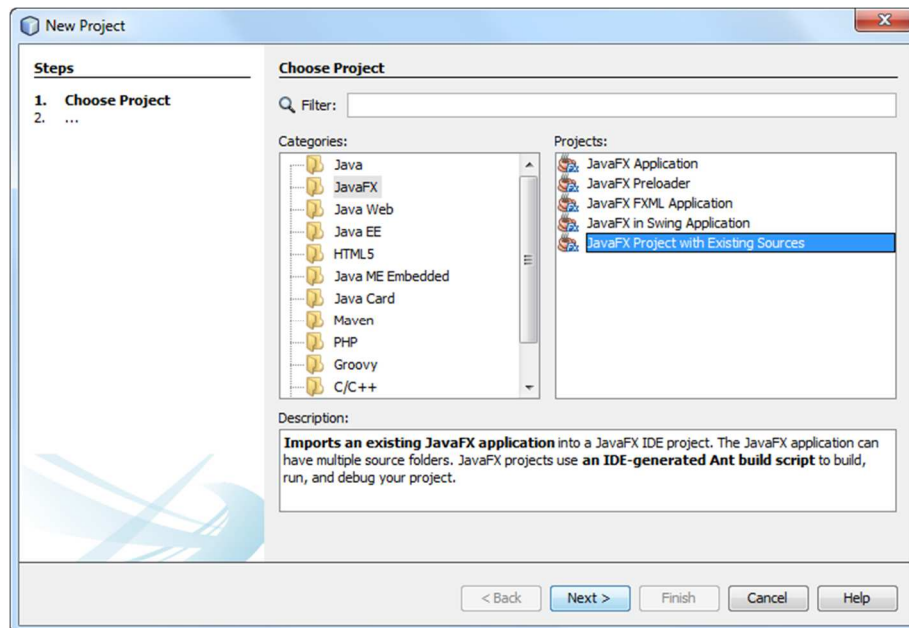 New Project
Steps
1. Choose Project
2. ...
Choose Project
Filter:
Categories:
Java
JavaFX
Java Web
Java EE
HTML5
Java ME Embedded
Java Card
Maven
PHP
Groovy
C/C++
Projects:
JavaFX Application
JavaFX Preloader
JavaFX FXML Application
JavaFX in Swing Application
JavaFX Project with Existing Sources
Description:
Imports an existing JavaFX application into a JavaFX IDE project. The JavaFX application can
have multiple source folders. JavaFX projects use an IDE-generated Ant build script to build,
run, and debug your project.
< Back Next > Finish Cancel Help